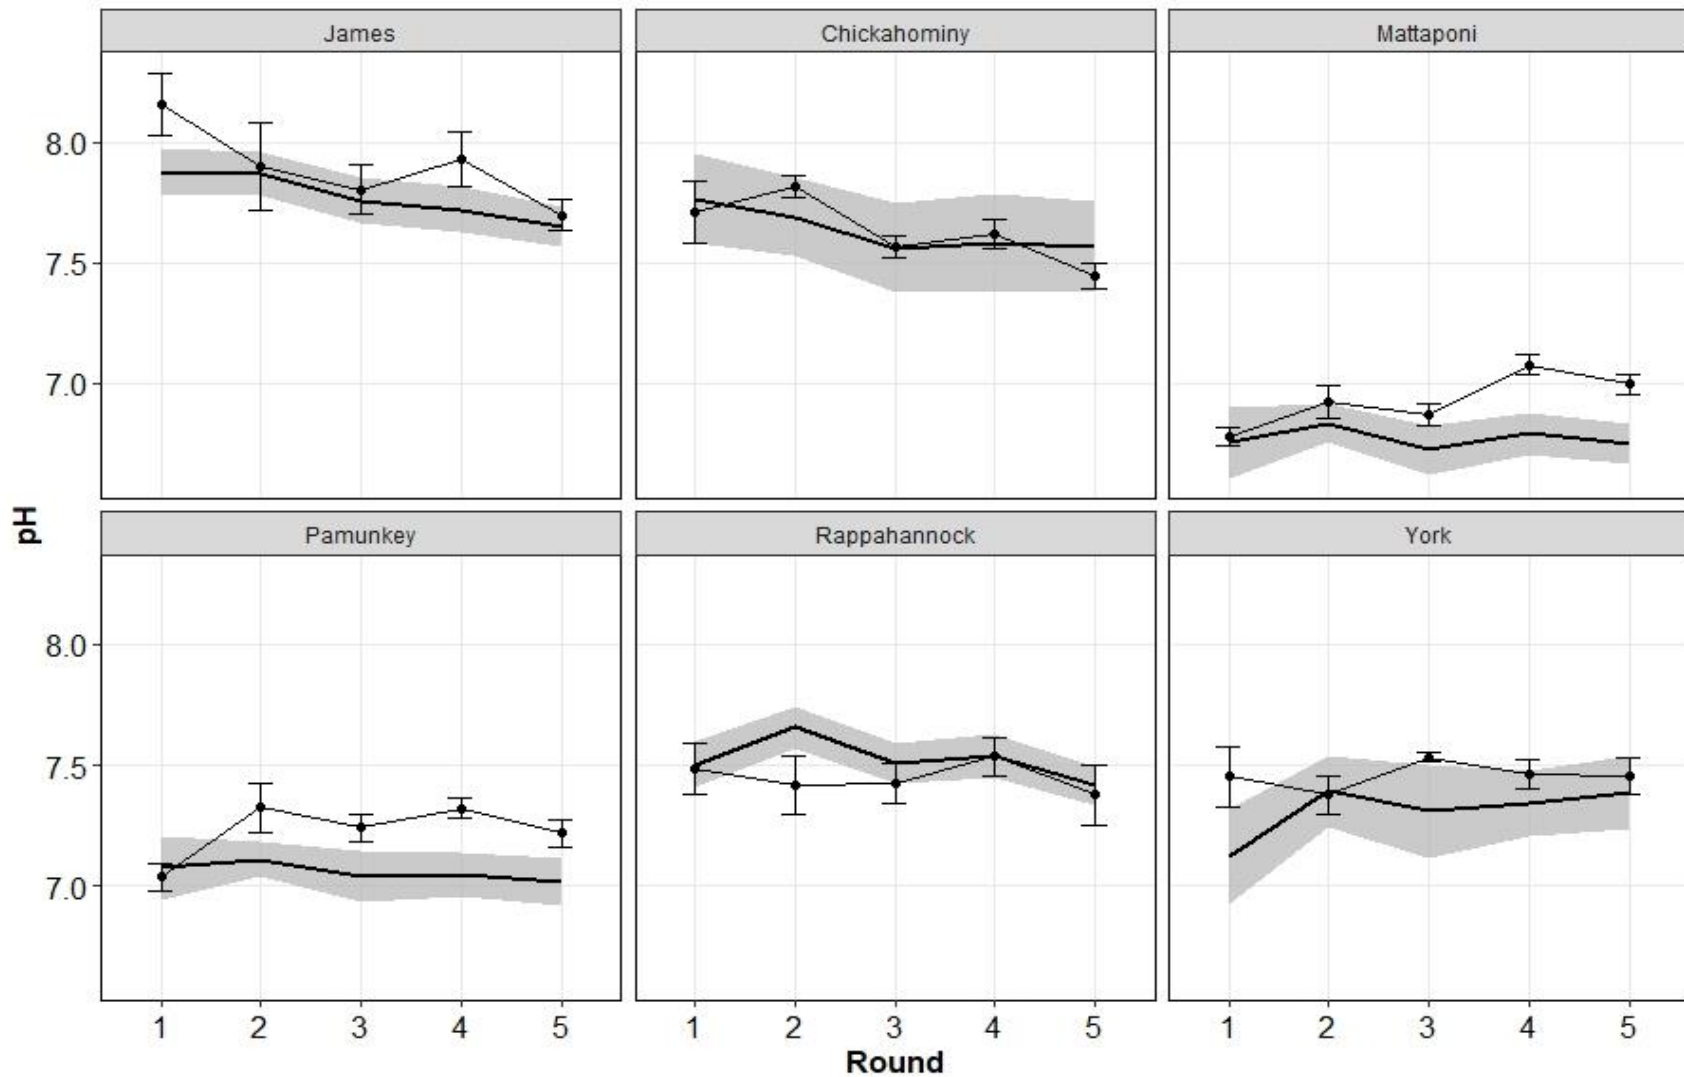 James Chickahominy Mattaponi
8.0
7.5
7.0
pH
Pamunkey Rappahannock York
8.0
7.5
7.0
1 2 3 4 5 1 2 3 4 5 1 2 3 4 5
Round